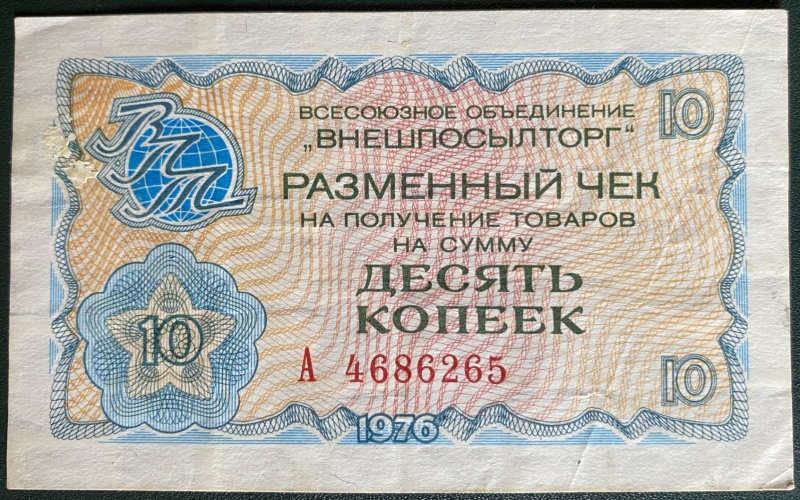 ВСЕСОЮЗНОЕ ОБЪЕДИНЕНИЕ
„ВНЕШПОСЫЛТОРГ"
10
ВПТ
РАЗМЕННЫЙ ЧЕК
НА ПОЛУЧЕНИЕ ТОВАРОВ
НА СУММУ
ДЕСЯТЬ
КОПЕЕК
10
А 4686265
10
1976